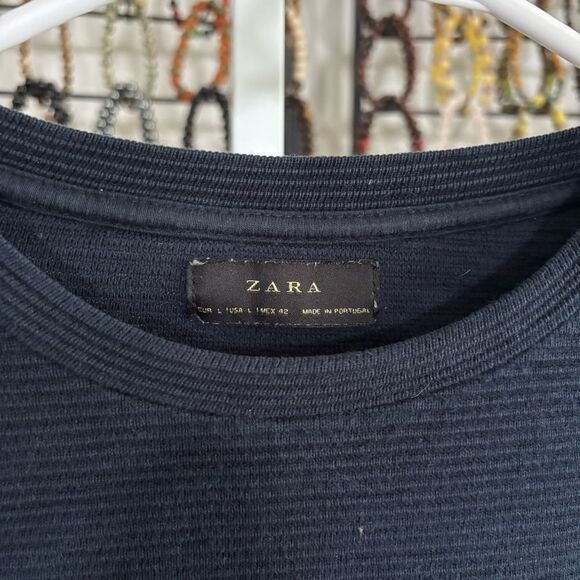 ZARA
EUR L | USA L | MEX 42 MADE IN PORTUGAL